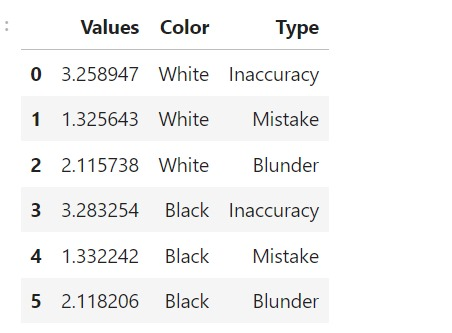 Values Color Type
0 3.258947 White Inaccuracy
1 1.325643 White Mistake
2 2.115738 White Blunder
3 3.283254 Black Inaccuracy
4 1.332242 Black Mistake
5 2.118206 Black Blunder